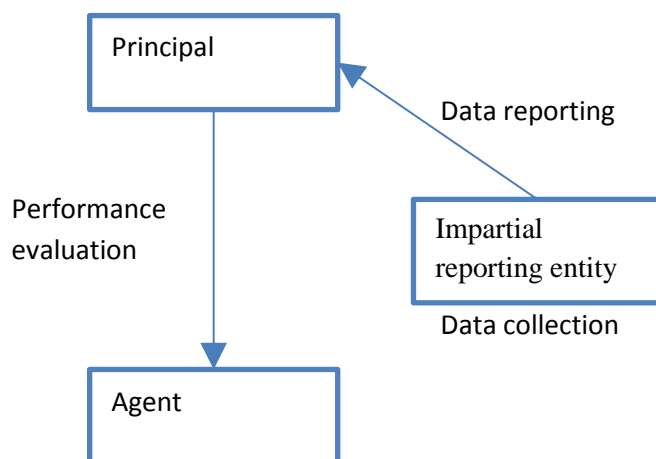 Principal
Data reporting
Performance
evaluation
Impartial
reporting entity
Data collection
Agent